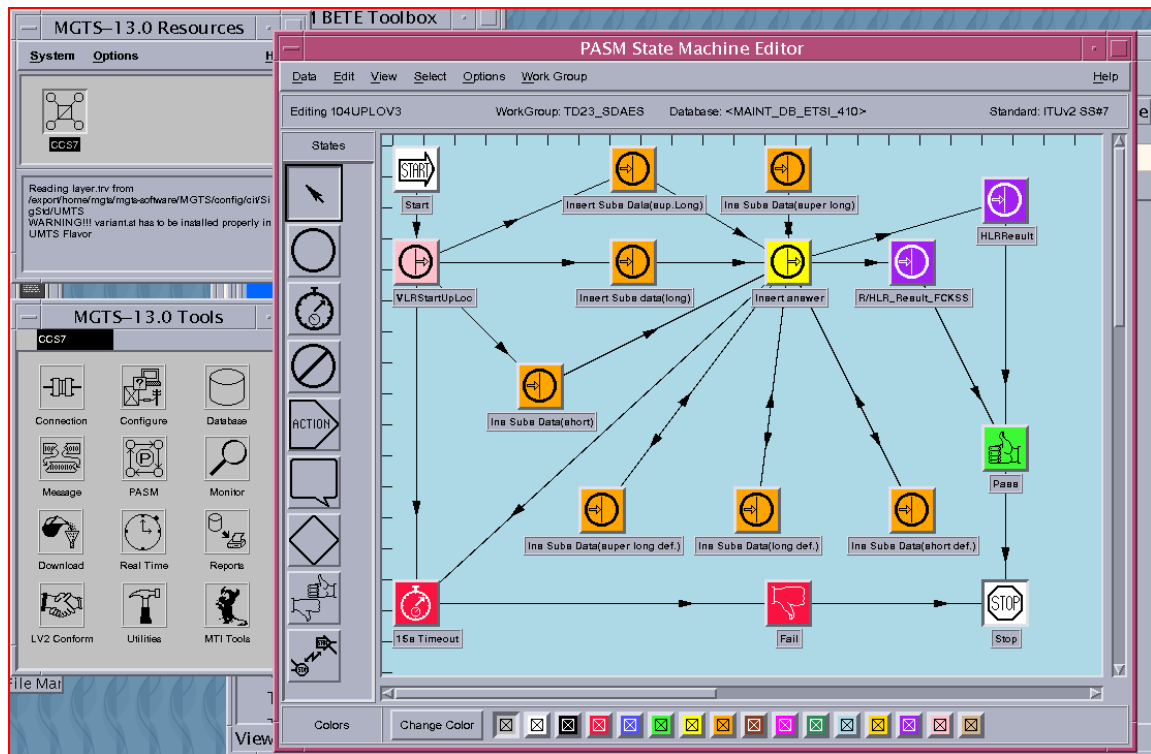 MGTS-13.0 Resources
BETE Toolbox
System Options H
CCS7
Reading layer.trv from
/export/home/mgts/mgts-software/MGTS/config/cit/Si
gStd/UMTS
WARNING!!! variant.st has to be installed properly in
UMTS Flavor
MGTS-13.0 Tools
CCS7
Connection Configure Database
Message PASM Monitor
Download Real Time Reports
LV2 Conform Utilities MTI Tools
File Mar
View
PASM State Machine Editor
Data Edit View Select Options Work Group Help
Editing 104UPLOV3 WorkGroup: TD23_SDAES Database: <MAINT_DB_ETSI_410> Standard: ITUv2 SS#7
States
ACTION
START
Start
Insert Subs Data(sup.Long)
Ins Subs Data(super long)
HLRResult
VLRStartUpLoc
Insert Subs data(long)
Insert answer
R/HLR_Result_FCKSS
Ins Subs Data(short)
Pass
Ins Subs Data(super long def.)
Ins Subs Data(long def.)
Ins Subs Data(short def.)
15s Timeout
Fail
STOP
Stop
Colors Change Color